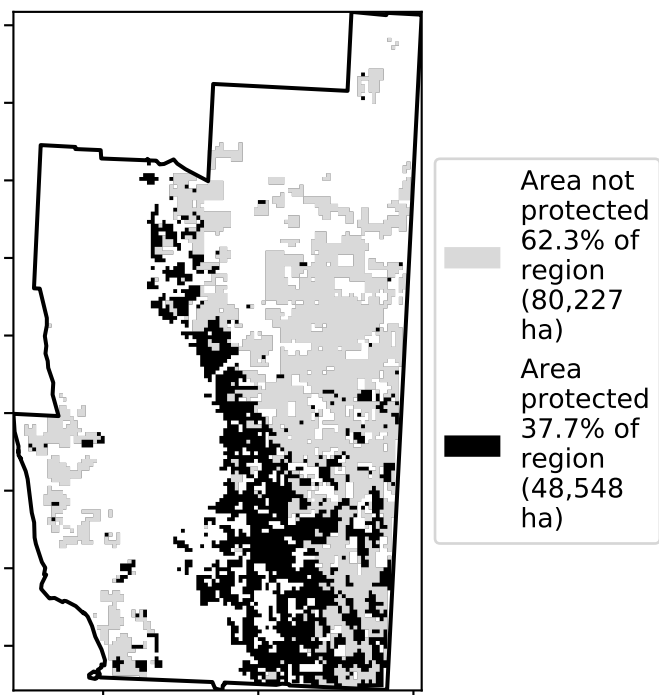 Area not
protected
62.3% of
region
(80,227
ha)
Area
protected
37.7% of
region
(48,548
ha)